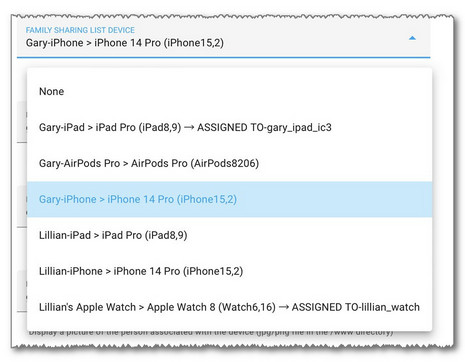 FAMILY SHARING LIST DEVICE
Gary-iPhone > iPhone 14 Pro (iPhone15,2)
None
Gary-iPad > iPad Pro (iPad8,9) → ASSIGNED TO-gary_ipad_ic3
Gary-AirPods Pro > AirPods Pro (AirPods8206)
Gary-iPhone > iPhone 14 Pro (iPhone15,2)
Lillian-iPad > iPad Pro (iPad8,9)
Lillian-iPhone > iPhone 14 Pro (iPhone15,2)
Lillian's Apple Watch > Apple Watch 8 (Watch6,16) → ASSIGNED TO-lillian_watch
Display a picture of the person associated with the device (jpg/png file in the /www directory)